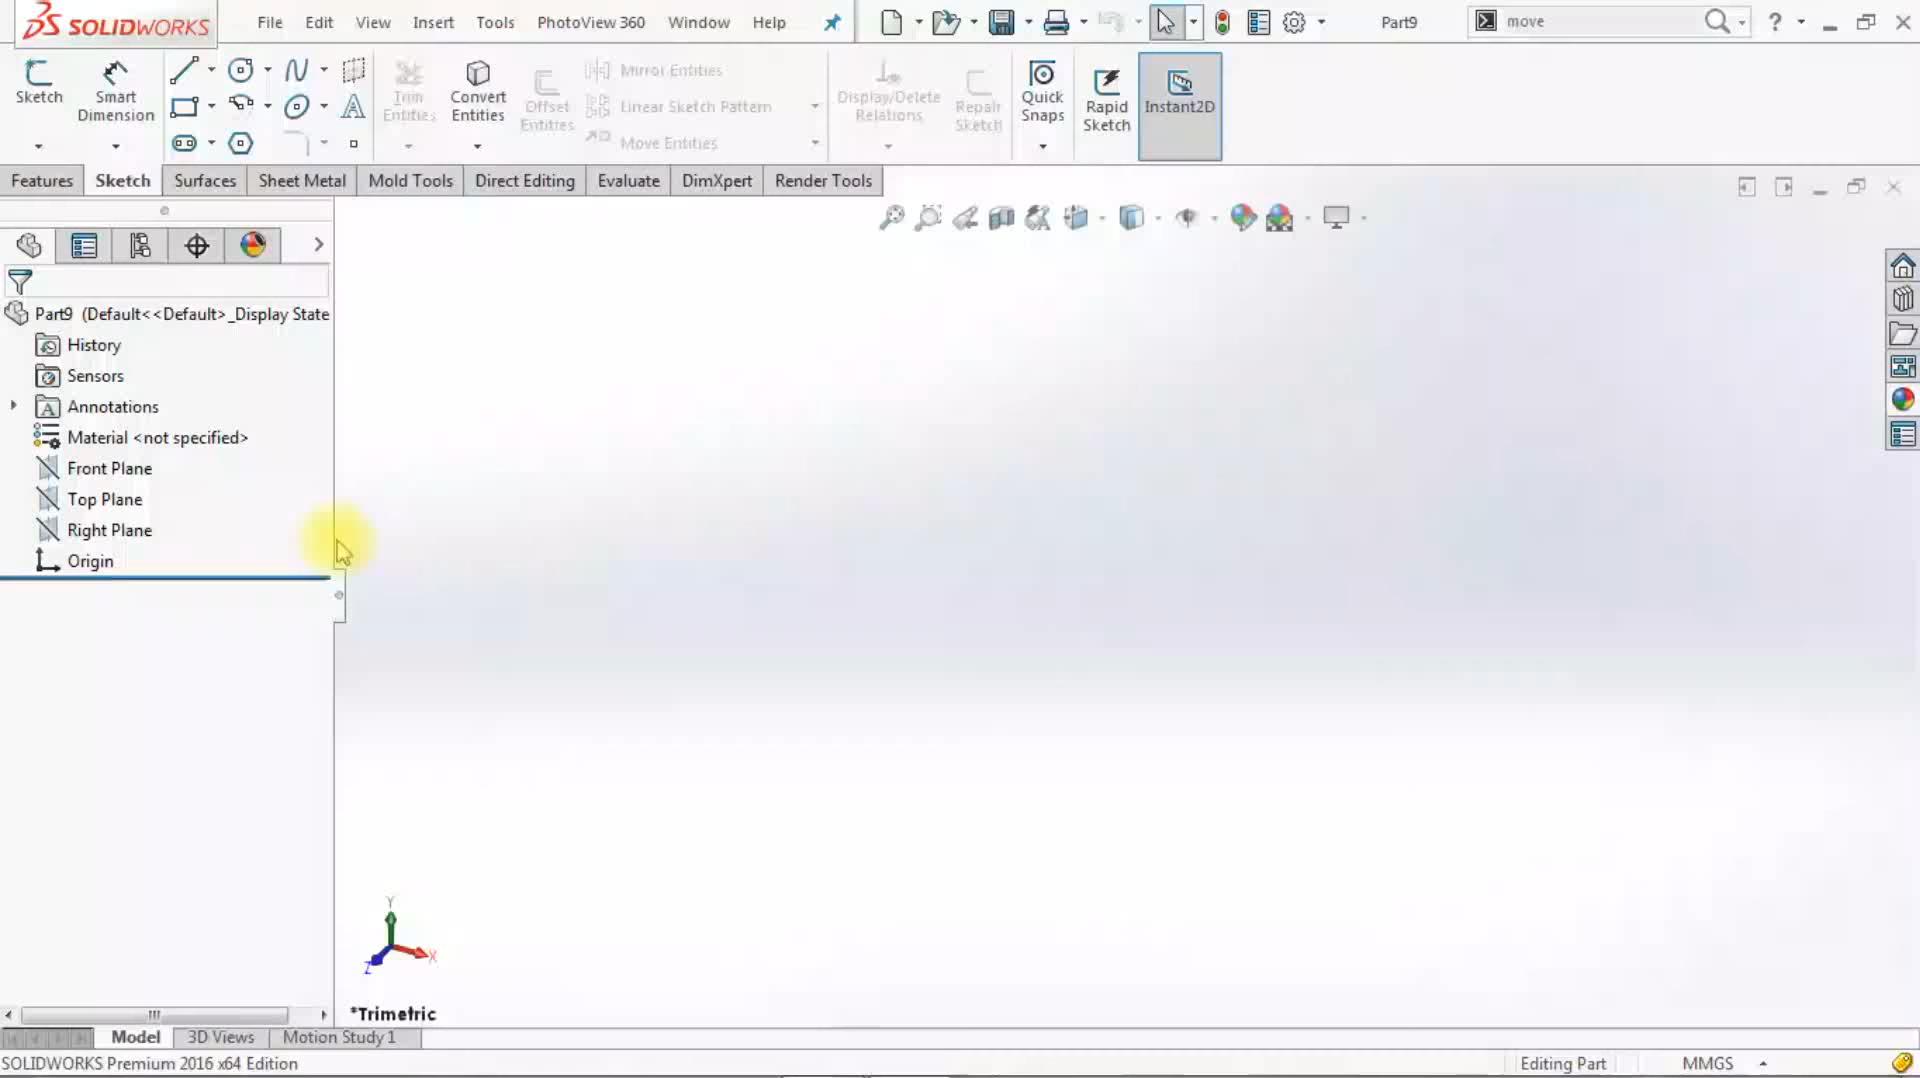 SOLIDWORKS File Edit View Insert Tools PhotoView 360 Window Help Part9 move ?
Sketch Smart Dimension Trim Entities Convert Entities Offset Entities Mirror Entities Linear Sketch Pattern Move Entities Display/Delete Relations Repair Sketch Quick Snaps Rapid Sketch Instant2D
Features Sketch Surfaces Sheet Metal Mold Tools Direct Editing Evaluate DimXpert Render Tools
Part9 (Default<<Default>_Display State
History
Sensors
Annotations
Material <not specified>
Front Plane
Top Plane
Right Plane
Origin
Y
X
Z
*Trimetric
Model 3D Views Motion Study 1
SOLIDWORKS Premium 2016 x64 Edition Editing Part MMGS